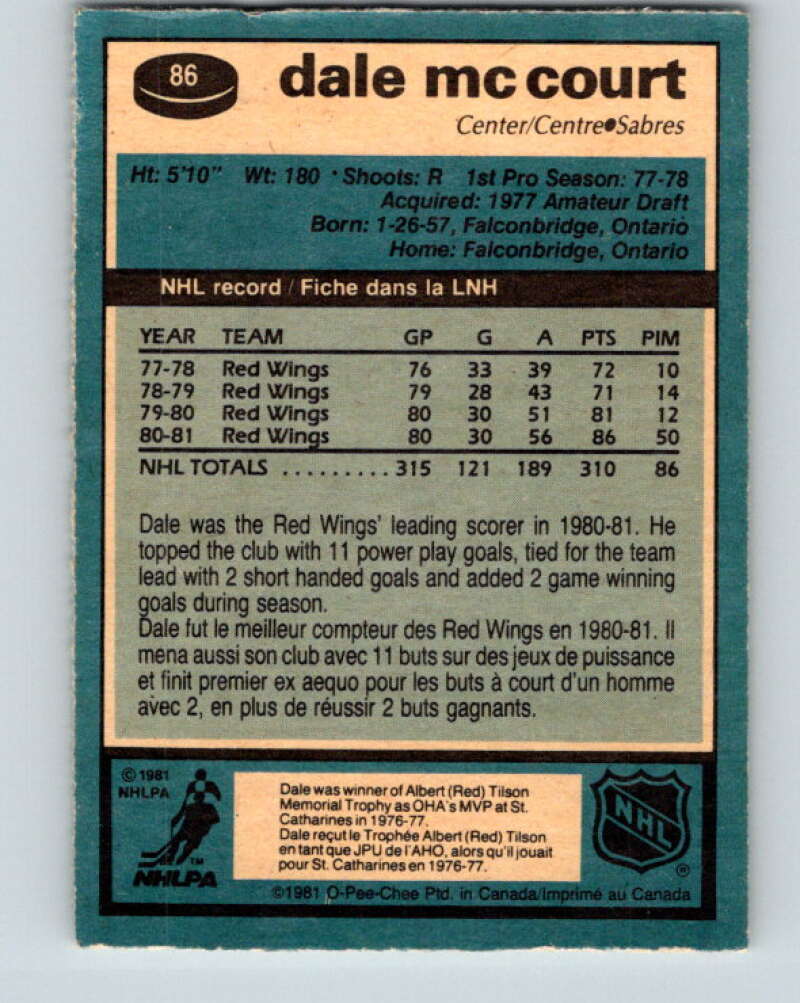 86
dale mc court
Center/Centre●Sabres
Ht: 5'10" Wt: 180 · Shoots: R 1st Pro Season: 77-78
Acquired: 1977 Amateur Draft
Born: 1-26-57, Falconbridge, Ontario
Home: Falconbridge, Ontario
NHL record / Fiche dans la LNH
YEAR TEAM GP G A PTS PIM
77-78 Red Wings 76 33 39 72 10
78-79 Red Wings 79 28 43 71 14
79-80 Red Wings 80 30 51 81 12
80-81 Red Wings 80 30 56 86 50
NHL TOTALS .......... 315 121 189 310 86
Dale was the Red Wings' leading scorer in 1980-81. He
topped the club with 11 power play goals, tied for the team
lead with 2 short handed goals and added 2 game winning
goals during season.
Dale fut le meilleur compteur des Red Wings en 1980-81. Il
mena aussi son club avec 11 buts sur des jeux de puissance
et finit premier ex aequo pour les buts à court d'un homme
avec 2, en plus de réussir 2 buts gagnants.
© 1981
NHLPA
TM
NHLPA
Dale was winner of Albert (Red) Tilson
Memorial Trophy as OHA's MVP at St.
Catharines in 1976-77.
Dale reçut le Trophée Albert (Red) Tilson
en tant que JPU de l'AHO, alors qu'il jouait
pour St. Catharines en 1976-77.
NHL
®
©1981 O-Pee-Chee Ptd. in Canada/Imprimé au Canada